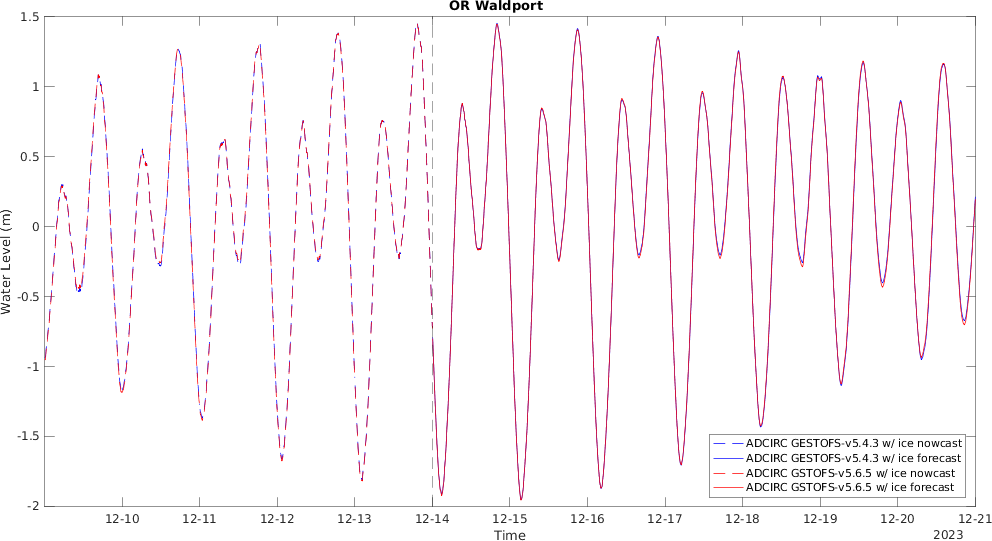 OR Waldport
1.5
1
0.5
0
-0.5
-1
-1.5
-2
Water Level (m)
12-10 12-11 12-12 12-13 12-14 12-15 12-16 12-17 12-18 12-19 12-20 12-21
Time
2023
ADCIRC GESTOFS-v5.4.3 w/ ice nowcast
ADCIRC GESTOFS-v5.4.3 w/ ice forecast
ADCIRC GSTOFS-v5.6.5 w/ ice nowcast
ADCIRC GSTOFS-v5.6.5 w/ ice forecast